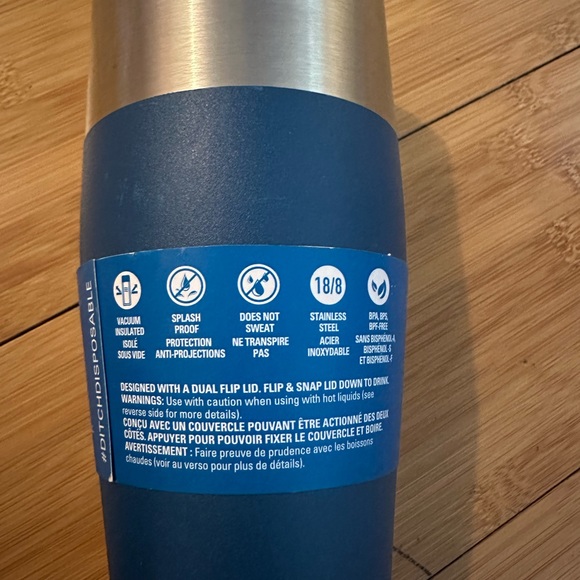 #DITCHDISPOSABLE
VACUUM
INSULATED
ISOLÉ
SOUS VIDE
SPLASH
PROOF
PROTECTION
ANTI-PROJECTIONS
DOES NOT
SWEAT
NE TRANSPIRE
PAS
18/8
STAINLESS
STEEL
ACIER
INOXYDABLE
BPA, BPS,
BPF-FREE
SANS BISPHÉNOL-A,
BISPHÉNOL-S
ET BISPHÉNOL-F
DESIGNED WITH A DUAL FLIP LID. FLIP & SNAP LID DOWN TO DRINK.
WARNINGS: Use with caution when using with hot liquids (see
reverse side for more details).
CONÇU AVEC UN COUVERCLE POUVANT ÊTRE ACTIONNÉ DES DEUX
CÔTÉS. APPUYER POUR POUVOIR FIXER LE COUVERCLE ET BOIRE.
AVERTISSEMENT : Faire preuve de prudence avec les boissons
chaudes (voir au verso pour plus de détails).